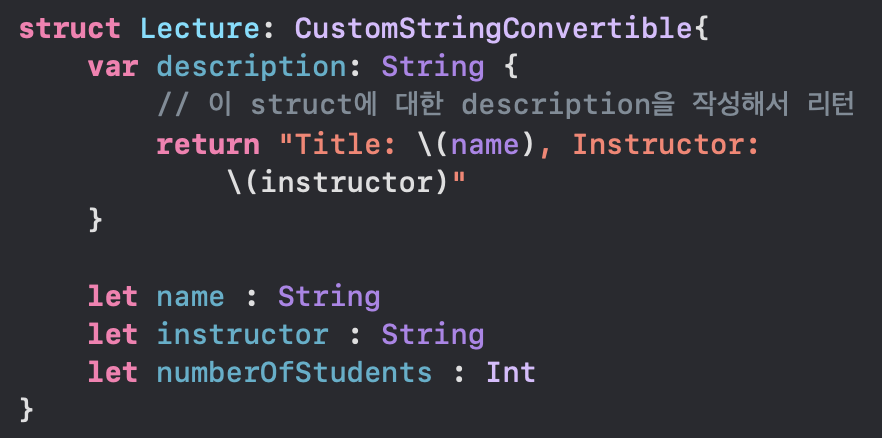 struct Lecture: CustomStringConvertible{
    var description: String {
        // 이 struct에 대한 description을 작성해서 리턴
        return "Title: \(name), Instructor:
            \(instructor)"
    }

    let name : String
    let instructor : String
    let numberOfStudents : Int
}